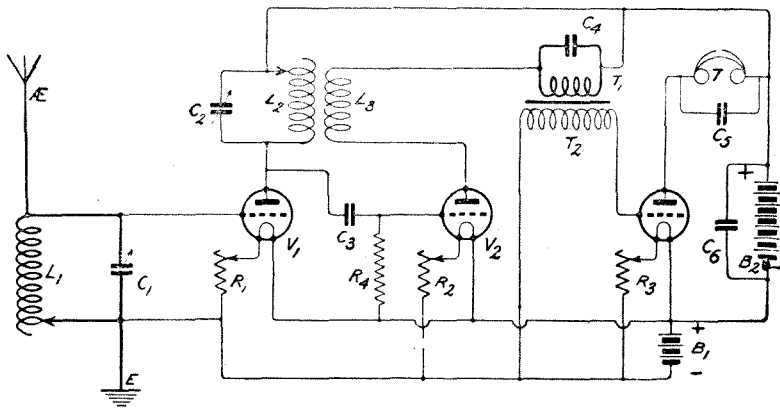 Æ
L1
C1
E
C2
L2
L3
V1
R1
C3
R4
V2
R2
C4
T1
T2
R3
T
C5
+
C6
B2
-
+
B1
-